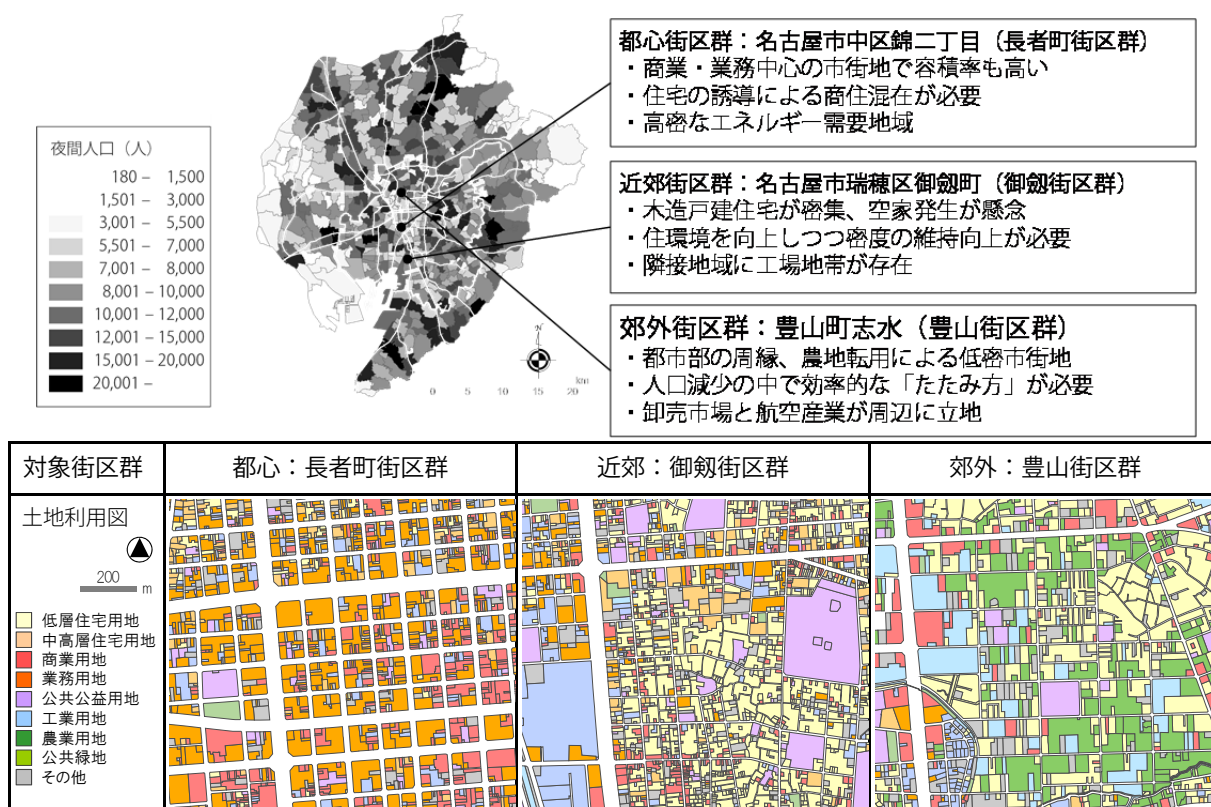 都心街区群：名古屋市中区錦二丁目（長者町街区群）
・商業・業務中心の市街地で容積率も高い
・住宅の誘導による商住混在が必要
・高密なエネルギー需要地域
夜間人口（人）
180 – 1,500
1,501 – 3,000
3,001 – 5,500
5,501 – 7,000
7,001 – 8,000
8,001 – 10,000
10,001 – 12,000
12,001 – 15,000
15,001 – 20,000
20,001 –
近郊街区群：名古屋市瑞穂区御劔町（御劔街区群）
・木造戸建住宅が密集、空家発生が懸念
・住環境を向上しつつ密度の維持向上が必要
・隣接地域に工場地帯が存在
郊外街区群：豊山町志水（豊山街区群）
・都市部の周縁、農地転用による低密市街地
・人口減少の中で効率的な「たたみ方」が必要
・卸売市場と航空産業が周辺に立地
N
km
0 5 10 15 20
対象街区群
都心：長者町街区群
近郊：御剱街区群
郊外：豊山街区群
土地利用図
200
m
低層住宅用地
中高層住宅用地
商業用地
業務用地
公共公益用地
工業用地
農業用地
公共緑地
その他